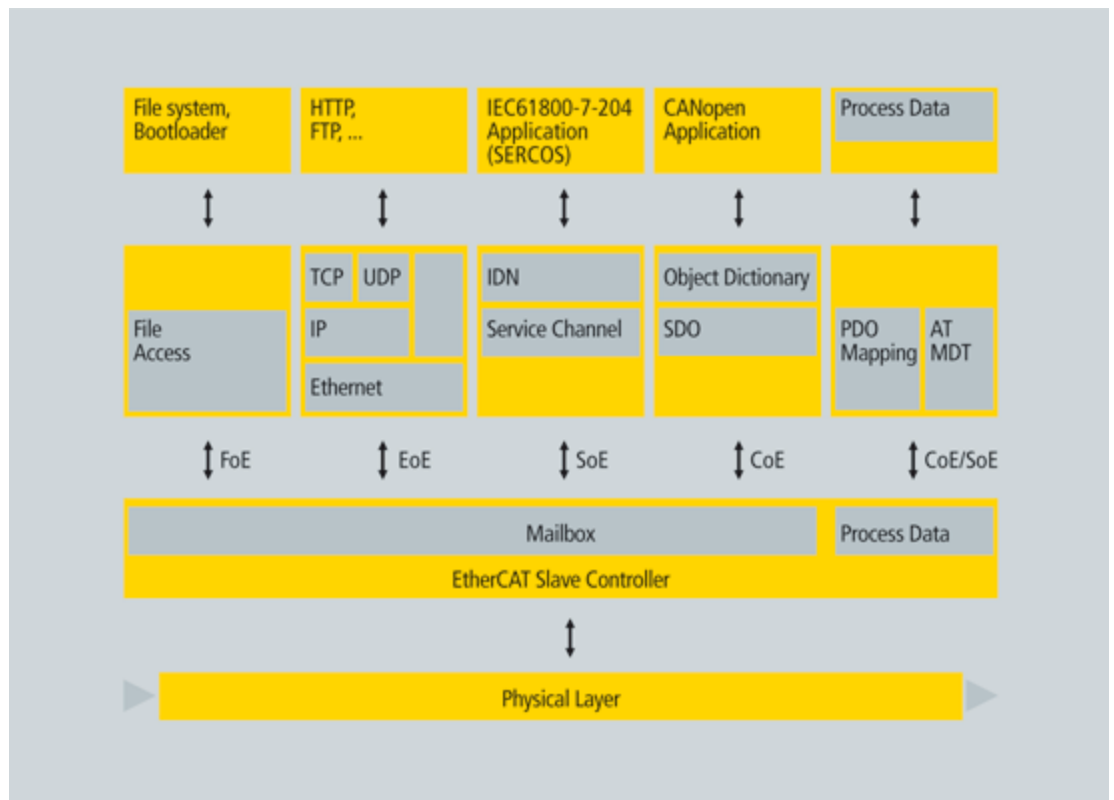 File system,
Bootloader
HTTP,
FTP, ...
IEC61800-7-204
Application
(SERCOS)
CANopen
Application
Process Data
File
Access
TCP
UDP
IP
Ethernet
IDN
Service Channel
Object Dictionary
SDO
PDO
Mapping
AT
MDT
FoE
EoE
SoE
CoE
CoE/SoE
Mailbox
Process Data
EtherCAT Slave Controller
Physical Layer